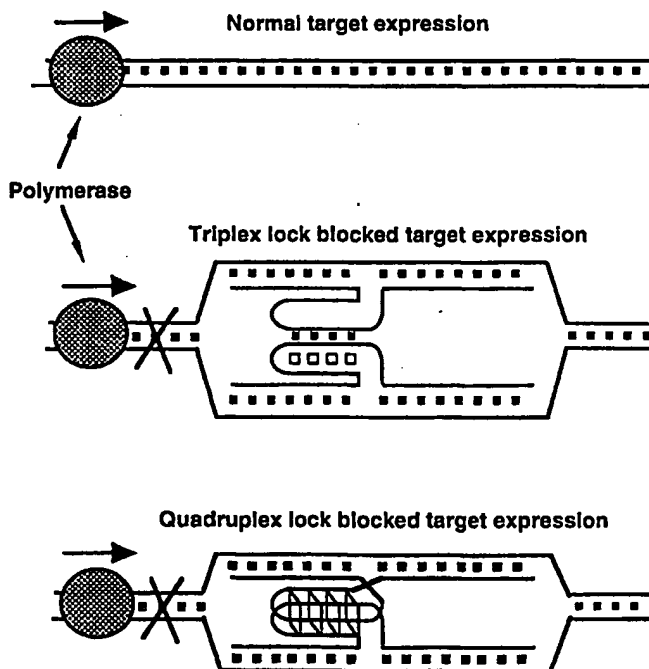 Normal target expression
Polymerase
Triplex lock blocked target expression
Quadruplex lock blocked target expression